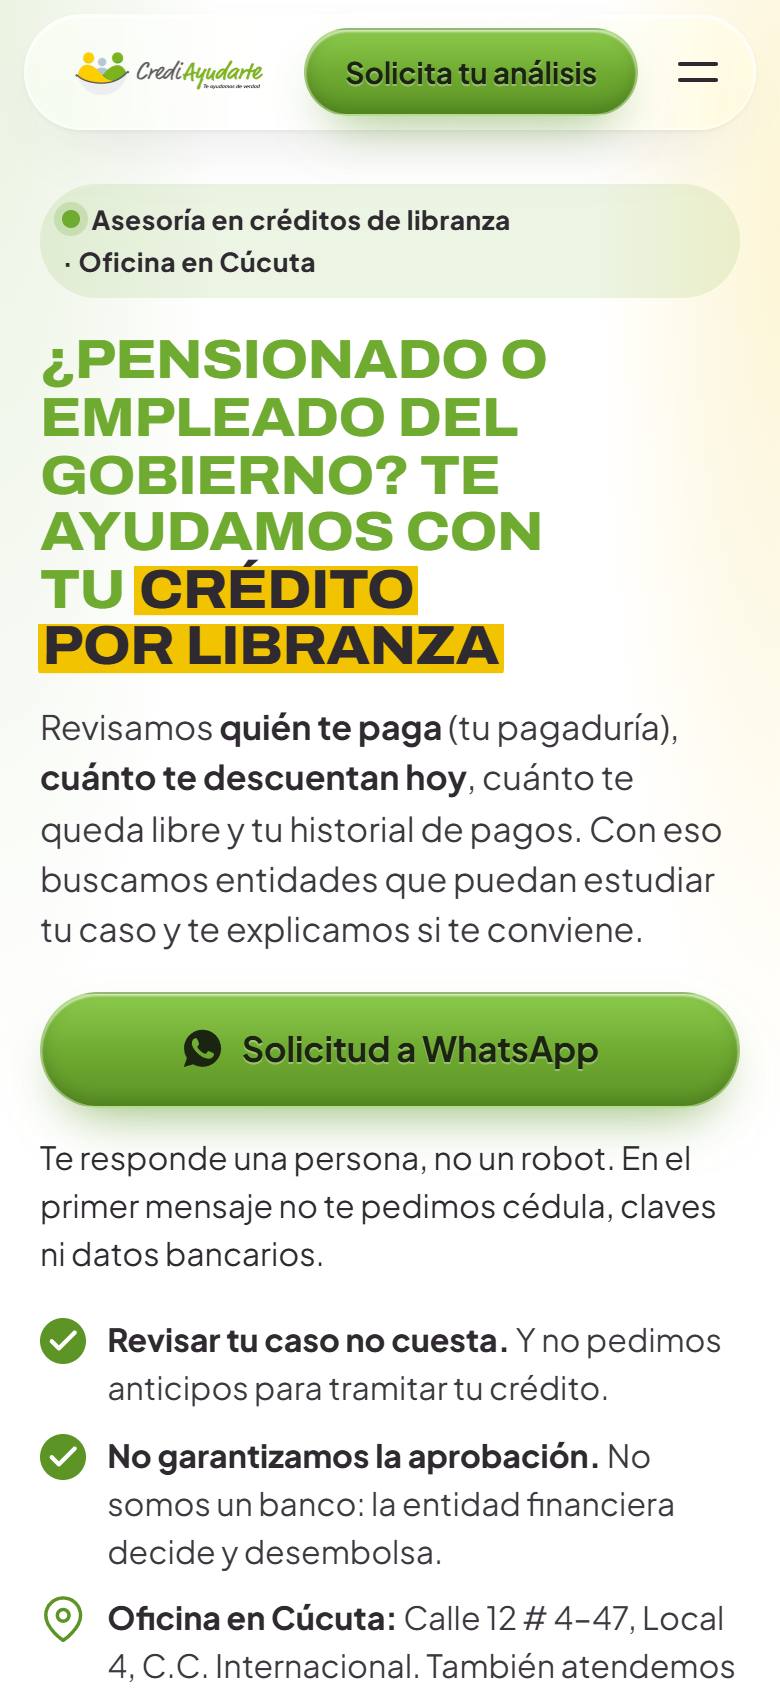 CrediAyudarte
Te ayudamos de verdad
Solicita tu análisis
Asesoría en créditos de libranza
· Oficina en Cúcuta
¿PENSIONADO O
EMPLEADO DEL
GOBIERNO? TE
AYUDAMOS CON
TU CRÉDITO
POR LIBRANZA
Revisamos quién te paga (tu pagaduría),
cuánto te descuentan hoy, cuánto te
queda libre y tu historial de pagos. Con eso
buscamos entidades que puedan estudiar
tu caso y te explicamos si te conviene.
Solicitud a WhatsApp
Te responde una persona, no un robot. En el
primer mensaje no te pedimos cédula, claves
ni datos bancarios.
Revisar tu caso no cuesta. Y no pedimos
anticipos para tramitar tu crédito.
No garantizamos la aprobación. No
somos un banco: la entidad financiera
decide y desembolsa.
Oficina en Cúcuta: Calle 12 # 4–47, Local
4, C.C. Internacional. También atendemos